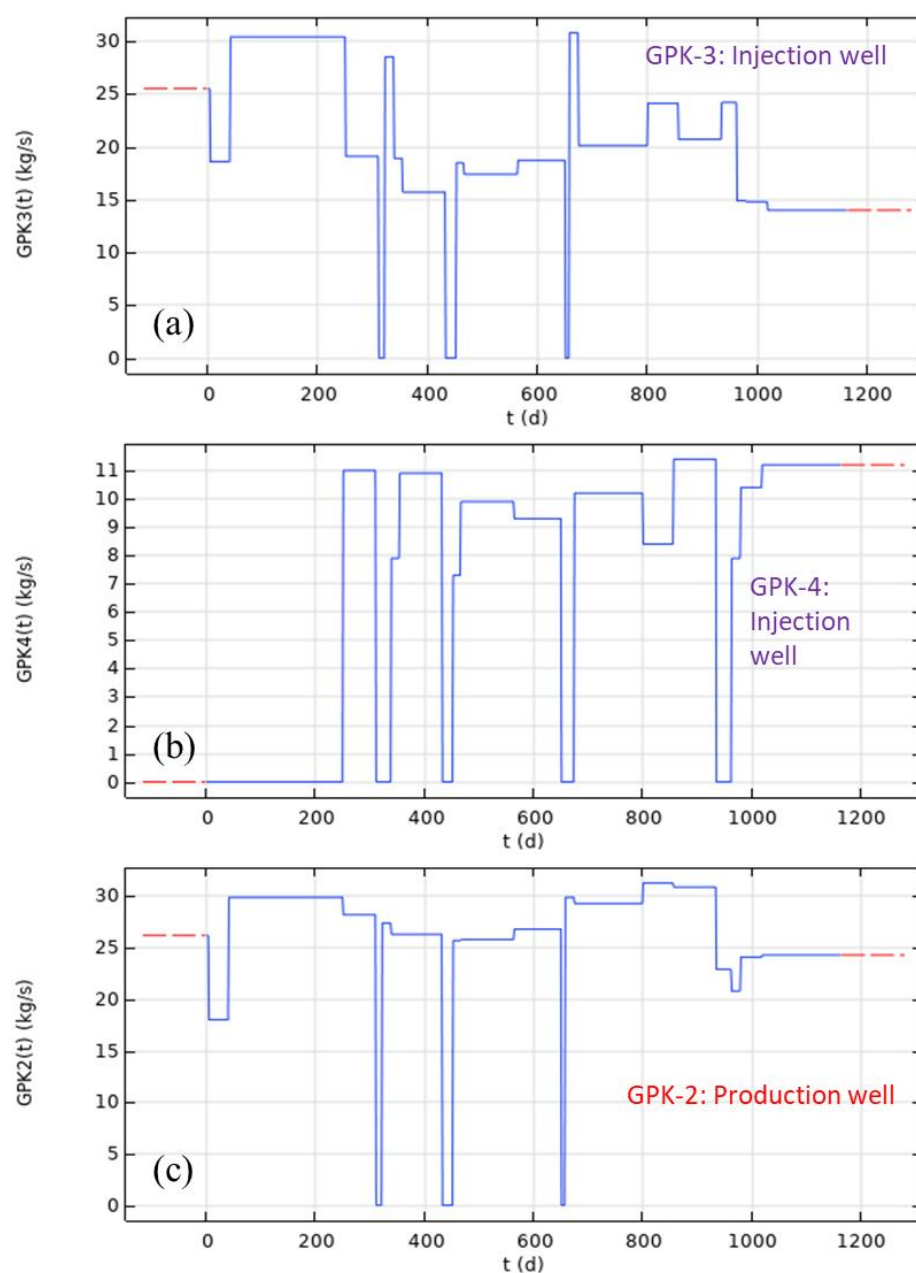 30
25
20
15
10
5
0
GPK3(t) (kg/s)
GPK-3: Injection well
(a)
0 200 400 600 800 1000 1200
t (d)
11
10
9
8
7
6
5
4
3
2
1
0
GPK4(t) (kg/s)
GPK-4:
Injection
well
(b)
0 200 400 600 800 1000 1200
t (d)
30
25
20
15
10
5
0
GPK2(t) (kg/s)
GPK-2: Production well
(c)
0 200 400 600 800 1000 1200
t (d)